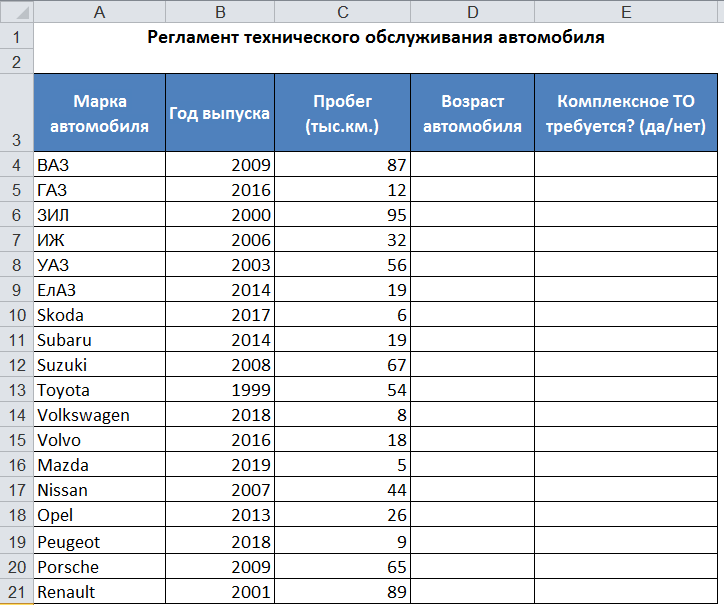 A B C D E
1 Регламент технического обслуживания автомобиля
2
3 Марка автомобиля Год выпуска Пробег (тыс.км.) Возраст автомобиля Комплексное ТО требуется? (да/нет)
4 ВАЗ 2009 87
5 ГАЗ 2016 12
6 ЗИЛ 2000 95
7 ИЖ 2006 32
8 УАЗ 2003 56
9 ЕлАЗ 2014 19
10 Skoda 2017 6
11 Subaru 2014 19
12 Suzuki 2008 67
13 Toyota 1999 54
14 Volkswagen 2018 8
15 Volvo 2016 18
16 Mazda 2019 5
17 Nissan 2007 44
18 Opel 2013 26
19 Peugeot 2018 9
20 Porsche 2009 65
21 Renault 2001 89